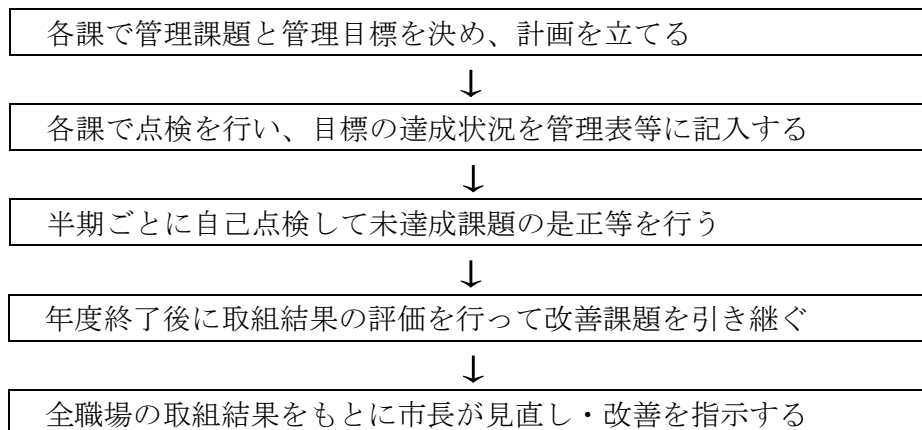 各課で管理課題と管理目標を決め、計画を立てる
↓
各課で点検を行い、目標の達成状況を管理表等に記入する
↓
半期ごとに自己点検して未達成課題の是正等を行う
↓
年度終了後に取組結果の評価を行って改善課題を引き継ぐ
↓
全職場の取組結果をもとに市長が見直し・改善を指示する